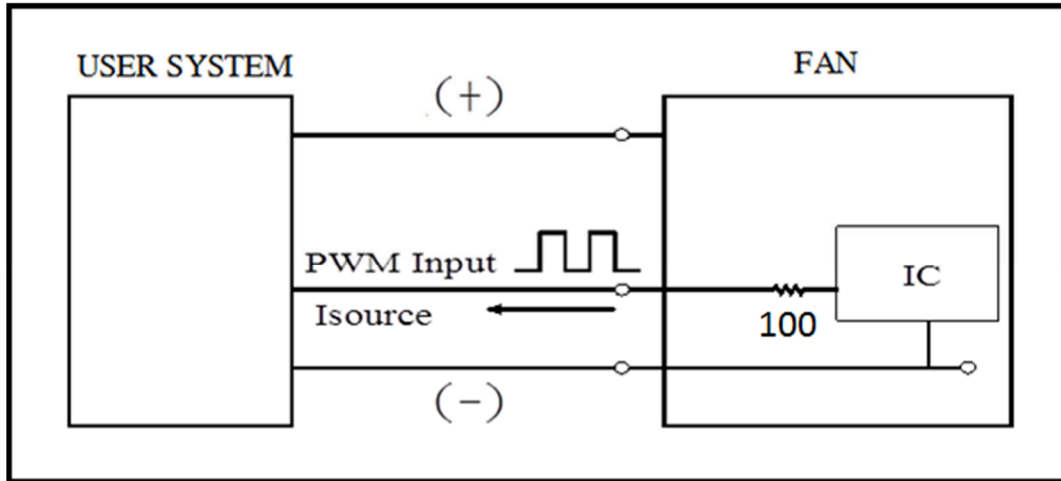 USER SYSTEM
FAN
(+)
PWM Input
IC
Isource
100
(-)